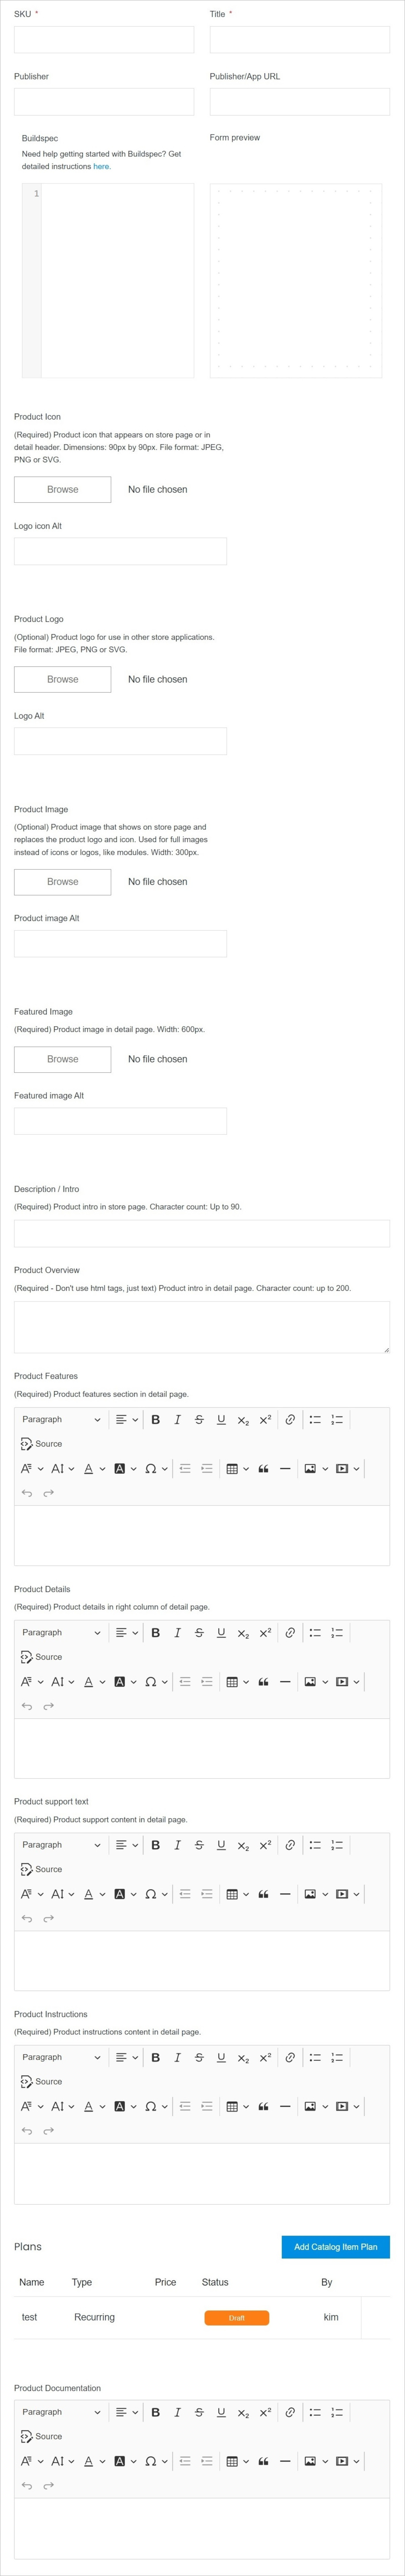 SKU *
Title *
Publisher
Publisher/App URL
Buildspec
Form preview
Need help getting started with Buildspec? Get
detailed instructions here.
1
Product Icon
(Required) Product icon that appears on store page or in
detail header. Dimensions: 90px by 90px. File format: JPEG,
PNG or SVG.
Browse No file chosen
Logo icon Alt
Product Logo
(Optional) Product logo for use in other store applications.
File format: JPEG, PNG or SVG.
Browse No file chosen
Logo Alt
Product Image
(Optional) Product image that shows on store page and
replaces the product logo and icon. Used for full images
instead of icons or logos, like modules. Width: 300px.
Browse No file chosen
Product image Alt
Featured Image
(Required) Product image in detail page. Width: 600px.
Browse No file chosen
Featured image Alt
Description / Intro
(Required) Product intro in store page. Character count: Up to 90.
Product Overview
(Required - Don't use html tags, just text) Product intro in detail page. Character count: up to 200.
Product Features
(Required) Product features section in detail page.
Paragraph
Source
Product Details
(Required) Product details in right column of detail page.
Paragraph
Source
Product support text
(Required) Product support content in detail page.
Paragraph
Source
Product Instructions
(Required) Product instructions content in detail page.
Paragraph
Source
Plans
Add Catalog Item Plan
Name Type Price Status By
test Recurring Draft kim
Product Documentation
Paragraph
Source